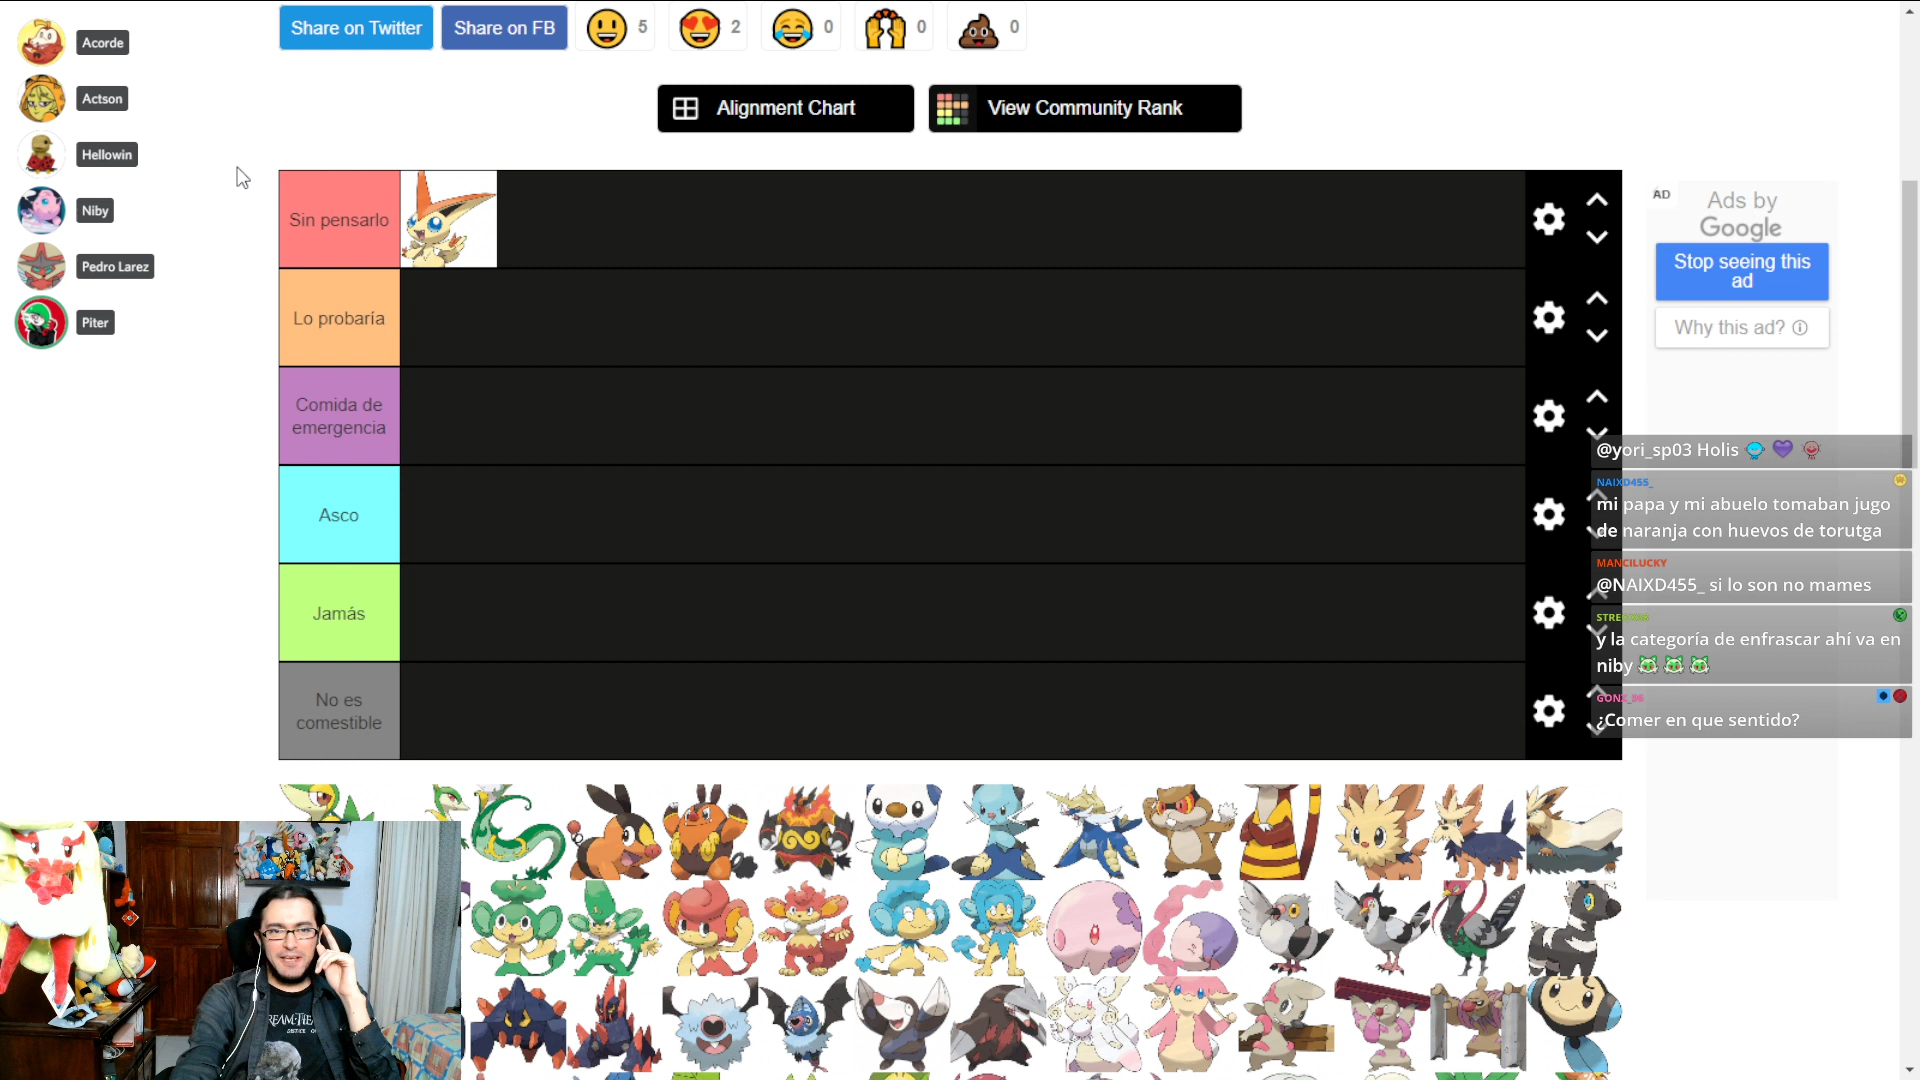 Acorde
Actson
Hellowin
Niby
Pedro Larez
Piter
Share on Twitter
Share on FB
5
2
0
0
0
Alignment Chart
View Community Rank
Sin pensarlo
Lo probaría
Comida de
emergencia
Asco
Jamás
No es
comestible
AD
Ads by
Google
Stop seeing this
ad
Why this ad?
@yori_sp03 Holis
NAIXD455_
mi papa y mi abuelo tomaban jugo
de naranja con huevos de torutga
MANCILUCKY
@NAIXD455_ si lo son no mames
y la categoría de enfrascar ahí va en
niby
¿Comer en que sentido?